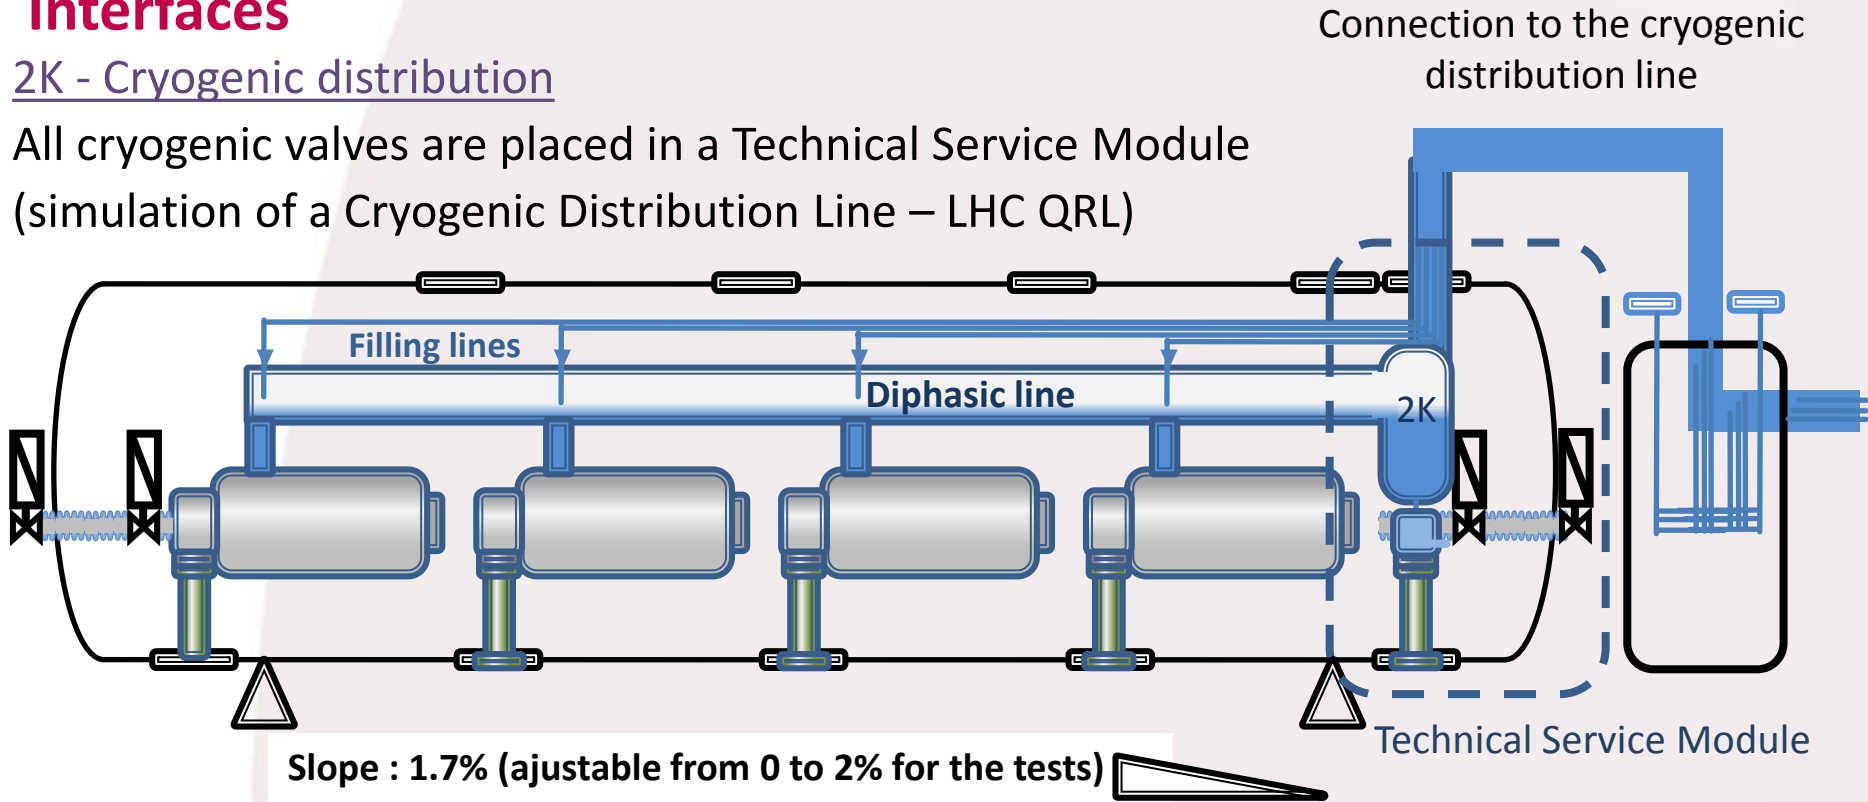 Interfaces
2K - Cryogenic distribution
All cryogenic valves are placed in a Technical Service Module
(simulation of a Cryogenic Distribution Line – LHC QRL)
Connection to the cryogenic
distribution line
Filling lines
Diphasic line
2K
Technical Service Module
Slope : 1.7% (ajustable from 0 to 2% for the tests)